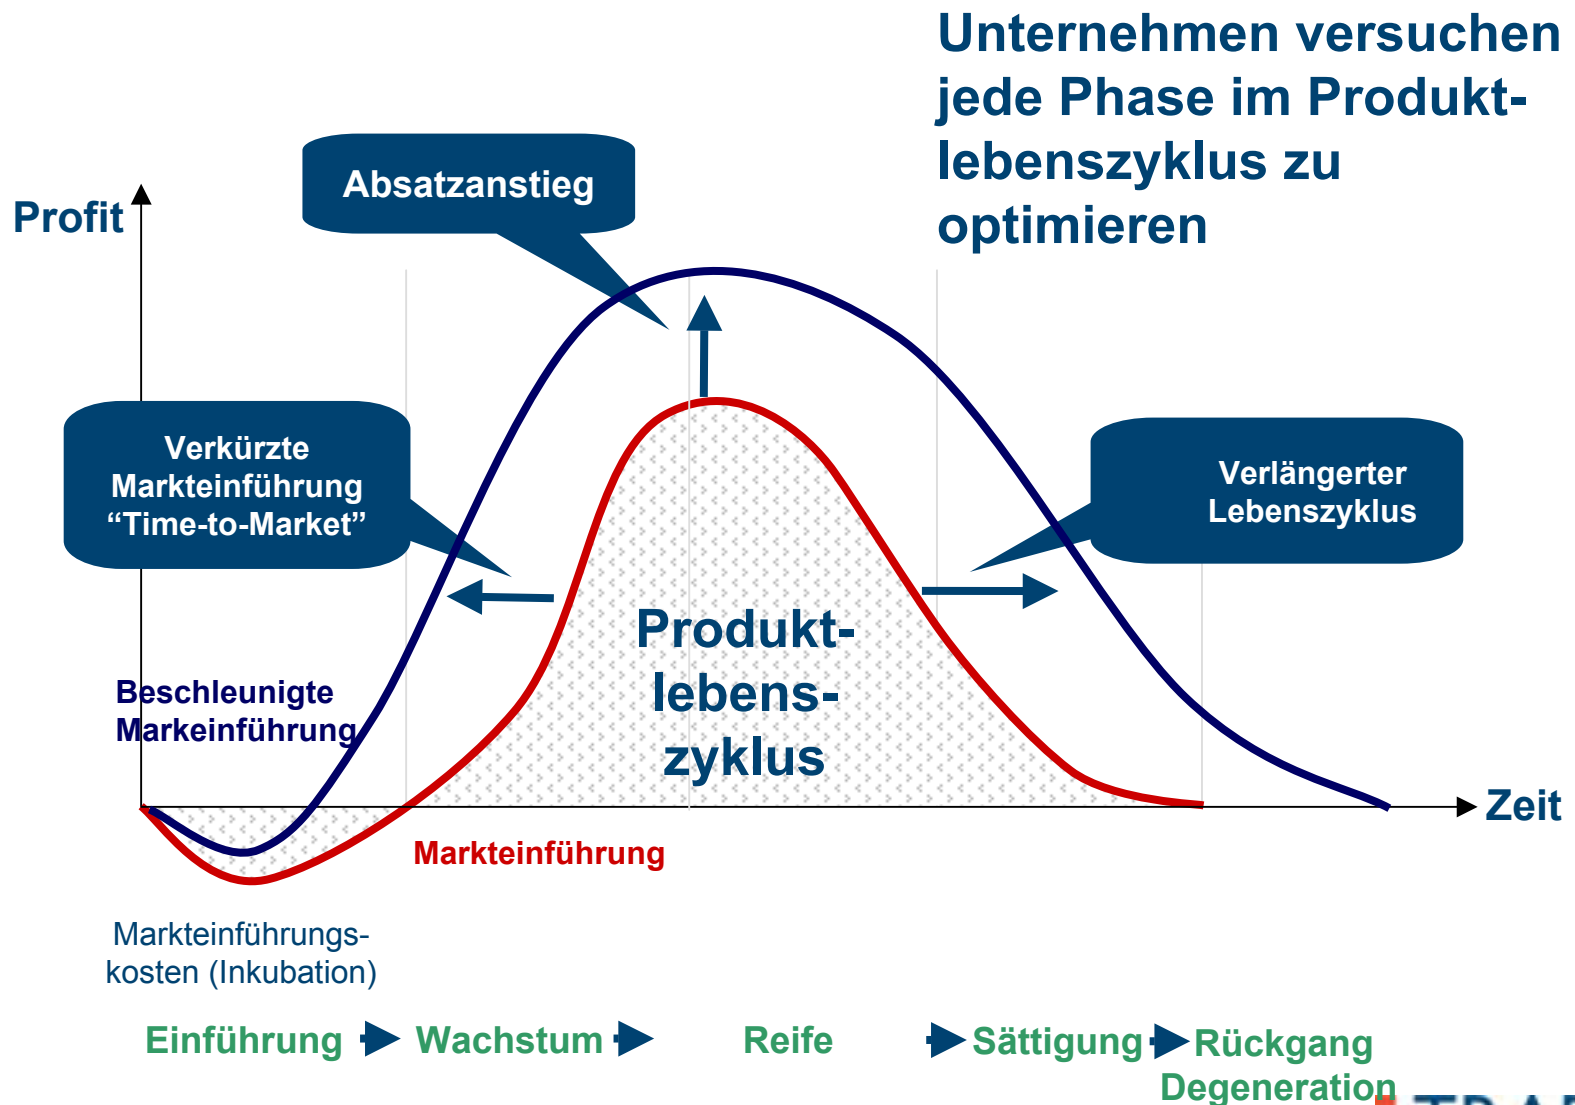 Unternehmen versuchen
jede Phase im Produkt-
lebenszyklus zu
optimieren
Absatzanstieg
Profit
Verkürzte
Markteinführung
“Time-to-Market”
Verlängerter
Lebenszyklus
Produkt-
lebens-
zyklus
Beschleunigte
Markeinführung
Zeit
Markteinführung
Markteinführungs-
kosten (Inkubation)
Einführung Wachstum Reife Sättigung Rückgang
Degeneration